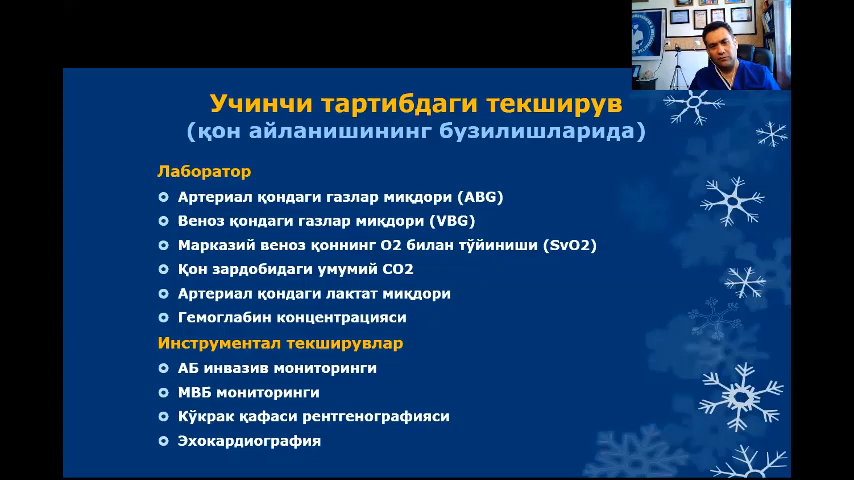 Учинчи тартибдаги текширув
(қон айланишининг бузилишларида)
Лаборатор
Артериал қондаги газлар миқдори (ABG)
Веноз қондаги газлар миқдори (VBG)
Марказий веноз қоннинг O2 билан тўйиниши (SvO2)
Қон зардобидаги умумий CO2
Артериал қондаги лактат миқдори
Гемоглабин концентрацияси
Инструментал текширувлар
АБ инвазив мониторинги
МВБ мониторинги
Кўкрак қафаси рентгенографияси
Эхокардиография